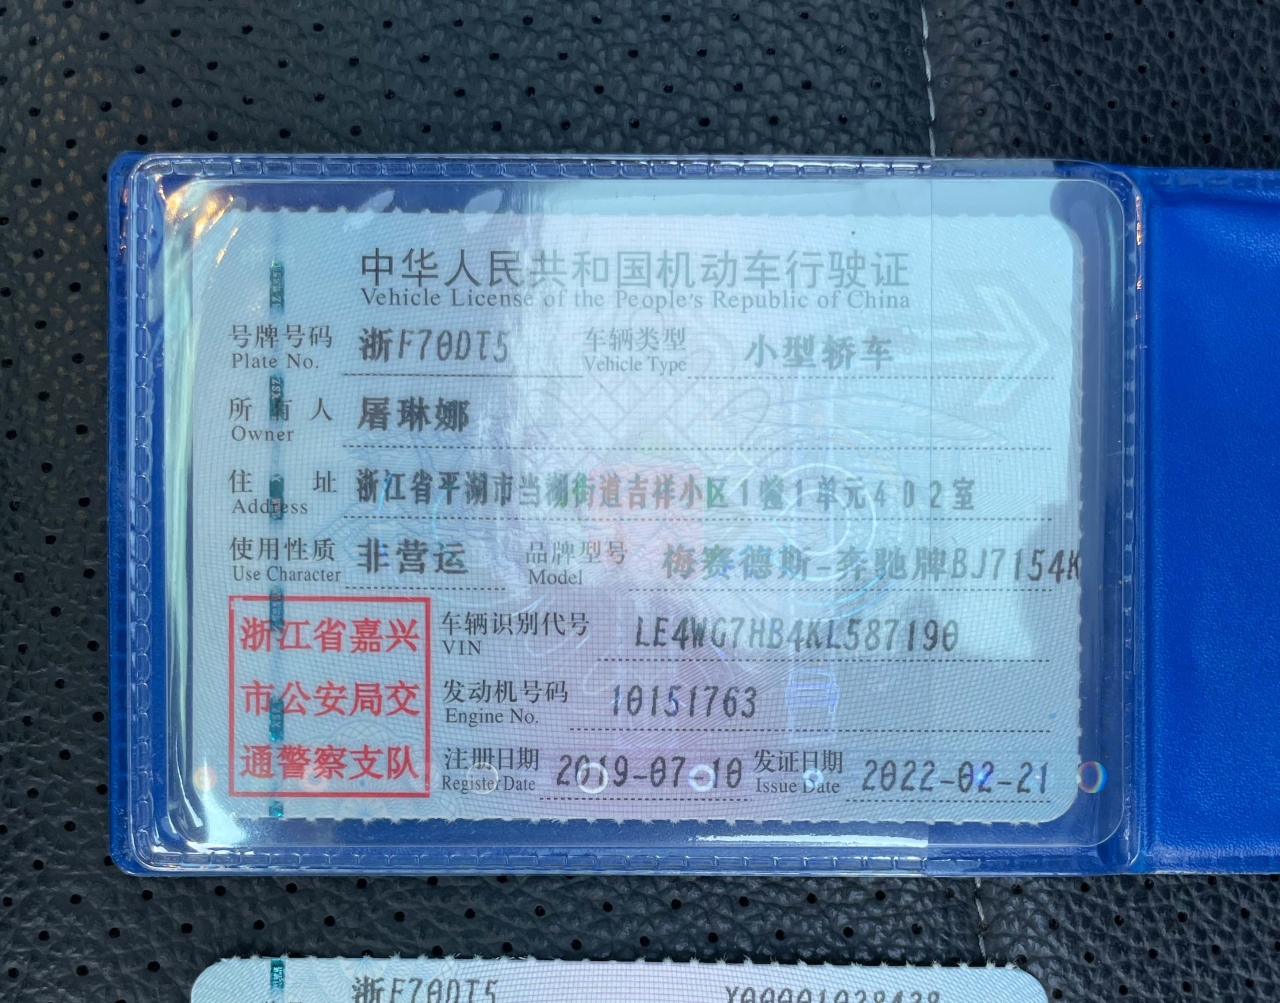 中华人民共和国机动车行驶证
Vehicle License of the People's Republic of China
号牌号码 浙F70DT5 车辆类型 小型轿车
Plate No. Vehicle Type
所有人 屠琳娜
Owner
住址 浙江省平湖市当湖街道吉祥小区1幢1单元402室
Address
使用性质 非营运 品牌型号 梅赛德斯-奔驰牌BJ7154K
Use Character Model
浙江省嘉兴
市公安局交
通警察支队
车辆识别代号 LE4WG7HB4KL587190
VIN
发动机号码 10151763
Engine No.
注册日期 2019-07-10 发证日期 2022-02-21
Register Date Issue Date
浙F70DT5